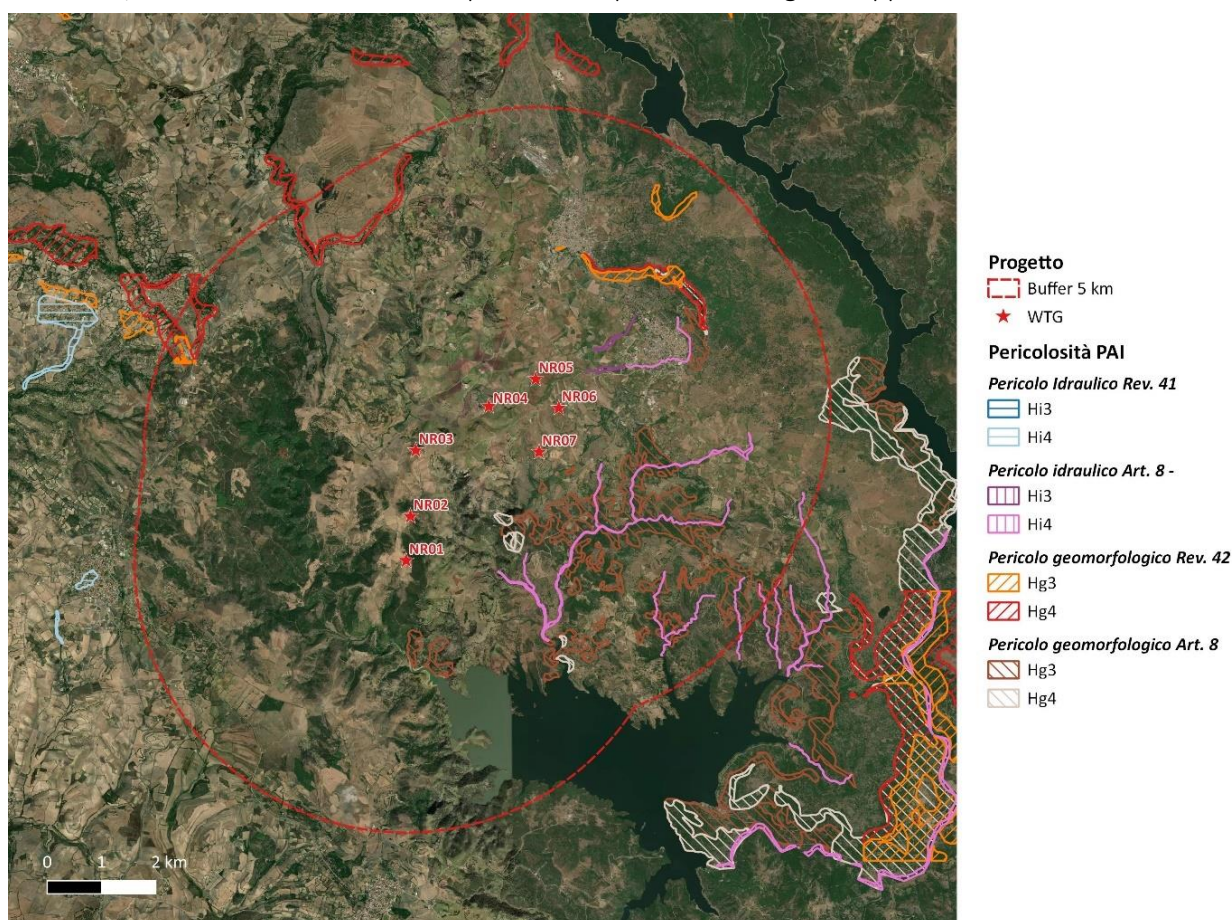 NR05
NR04
NR06
NR03
NR07
NR02
NR01
0 1 2 km
Progetto
Buffer 5 km
WTG
Pericolosità PAI
Pericolo Idraulico Rev. 41
Hi3
Hi4
Pericolo idraulico Art. 8 -
Hi3
Hi4
Pericolo geomorfologico Rev. 42
Hg3
Hg4
Pericolo geomorfologico Art. 8
Hg3
Hg4